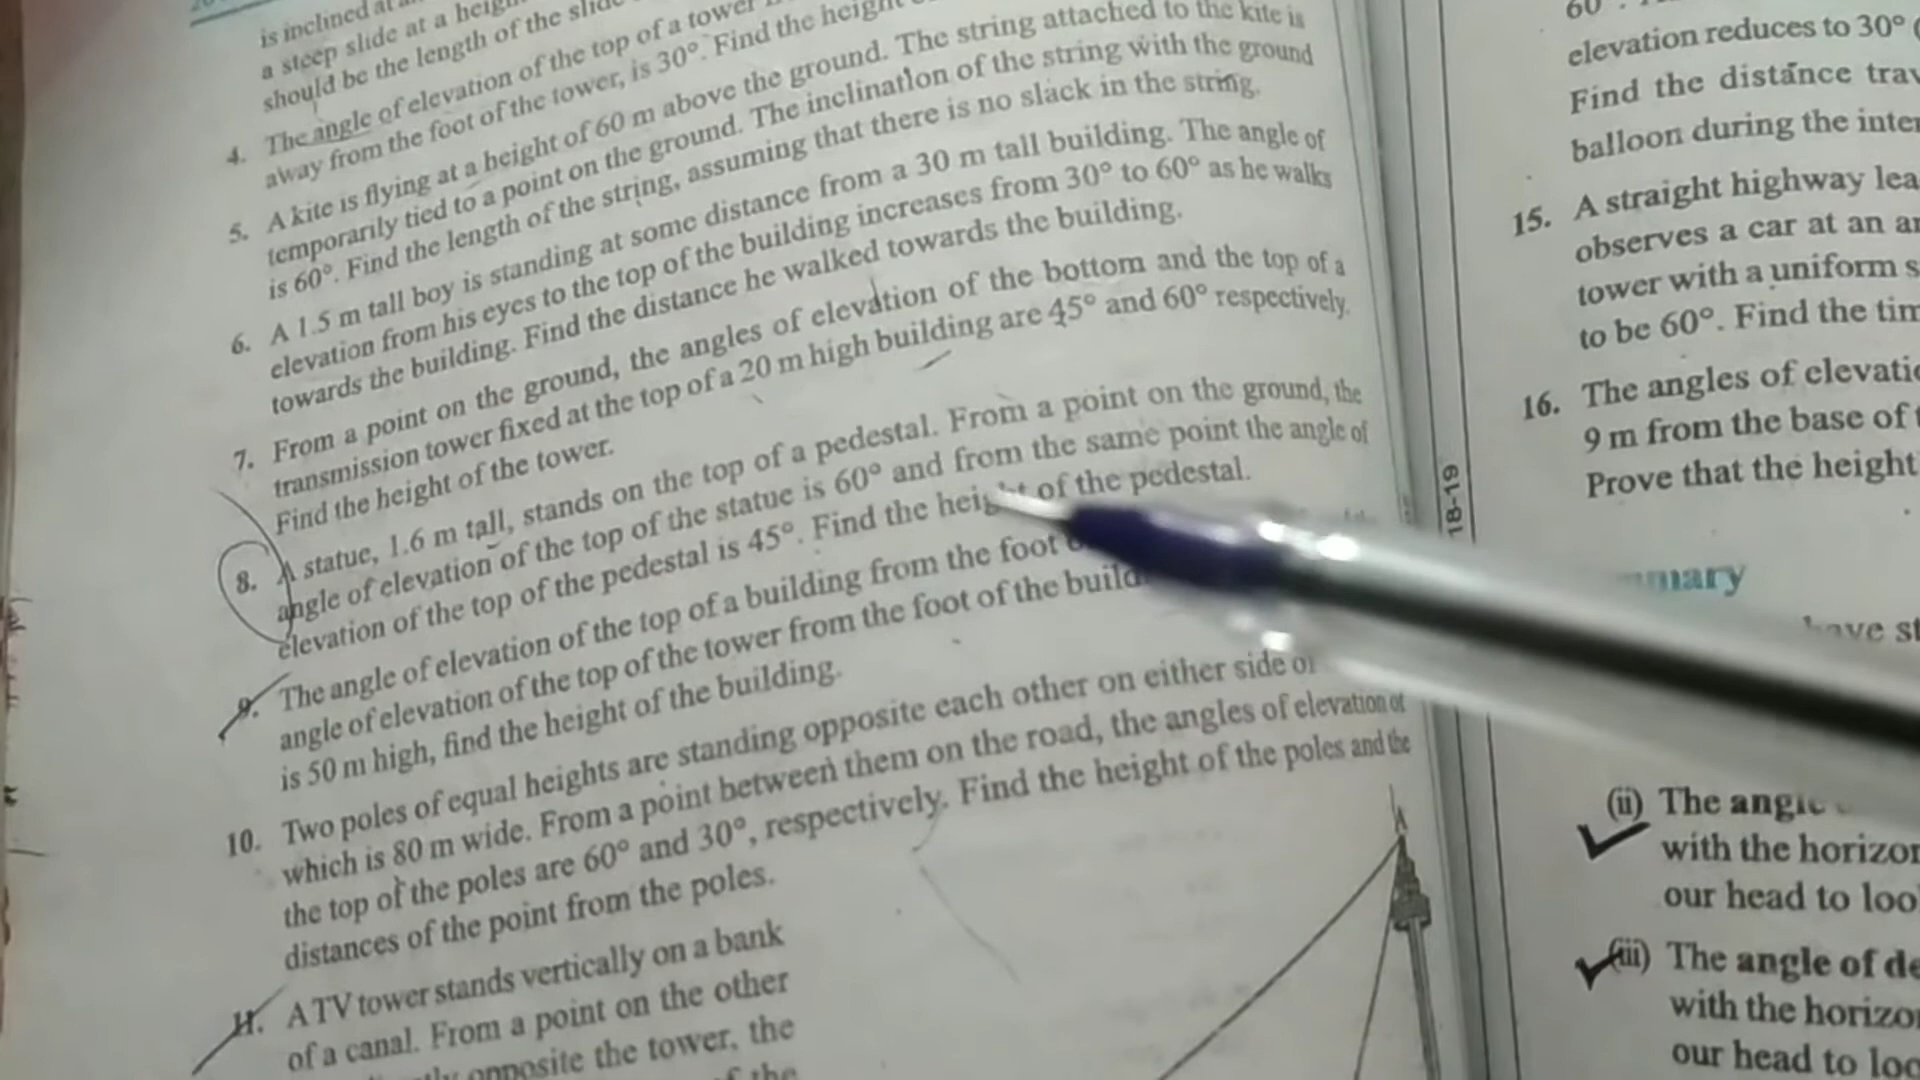 is inclined at
a steep slide at a height
should be the length of the slide
4. The angle of elevation of the top of a tower
away from the foot of the tower, is 30°. Find the height
5. A kite is flying at a height of 60 m above the ground. The string attached to the kite is
temporarily tied to a point on the ground. The inclination of the string with the ground
is 60°. Find the length of the string, assuming that there is no slack in the string.
6. A 1.5 m tall boy is standing at some distance from a 30 m tall building. The angle of
elevation from his eyes to the top of the building increases from 30° to 60° as he walks
towards the building. Find the distance he walked towards the building.
7. From a point on the ground, the angles of elevation of the bottom and the top of a
transmission tower fixed at the top of a 20 m high building are 45° and 60° respectively.
Find the height of the tower.
8. A statue, 1.6 m tall, stands on the top of a pedestal. From a point on the ground, the
angle of elevation of the top of the statue is 60° and from the same point the angle of
elevation of the top of the pedestal is 45°. Find the height of the pedestal.
9. The angle of elevation of the top of a building from the foot
angle of elevation of the top of the tower from the foot of the build
is 50 m high, find the height of the building.
10. Two poles of equal heights are standing opposite each other on either side of
which is 80 m wide. From a point between them on the road, the angles of elevation of
the top of the poles are 60° and 30°, respectively. Find the height of the poles and the
distances of the point from the poles.
11. A TV tower stands vertically on a bank
of a canal. From a point on the other
opposite the tower, the
of the
A
18-19
60°
elevation reduces to 30° (
Find the distance trav
balloon during the inter
15. A straight highway lea
observes a car at an an
tower with a uniform s
to be 60°. Find the tim
16. The angles of elevatio
9 m from the base of t
Prove that the height
mmary
have st
(ii) The angle
with the horizon
our head to loo
(iii) The angle of de
with the horizo
our head to loo